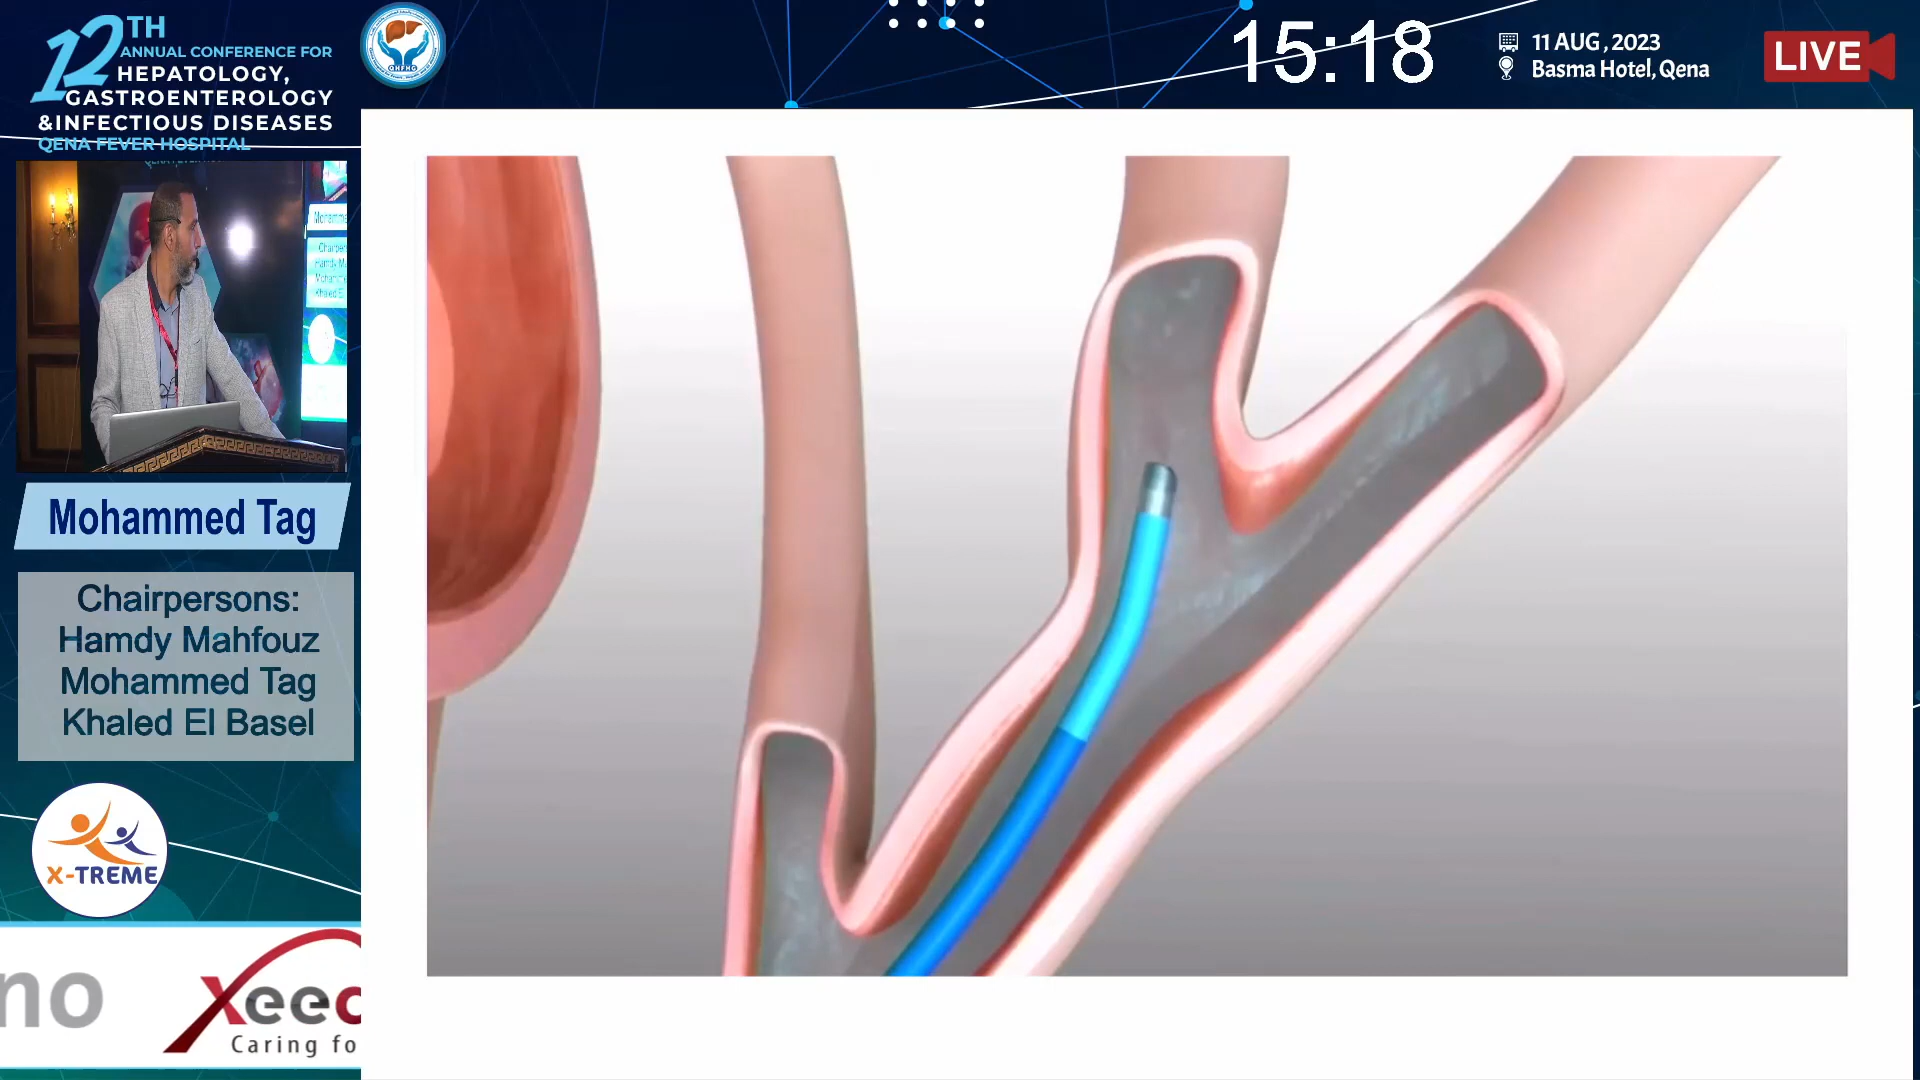 12TH
ANNUAL CONFERENCE FOR
HEPATOLOGY,
GASTROENTEROLOGY
&INFECTIOUS DISEASES
QENA FEVER HOSPITAL
QHFHG
15:18
11 AUG , 2023
Basma Hotel, Qena
LIVE
Mohammed Tag
Chairpersons:
Hamdy Mahfouz
Mohammed Tag
Khaled El Basel
X-TREME
no
Xeec
Caring fo